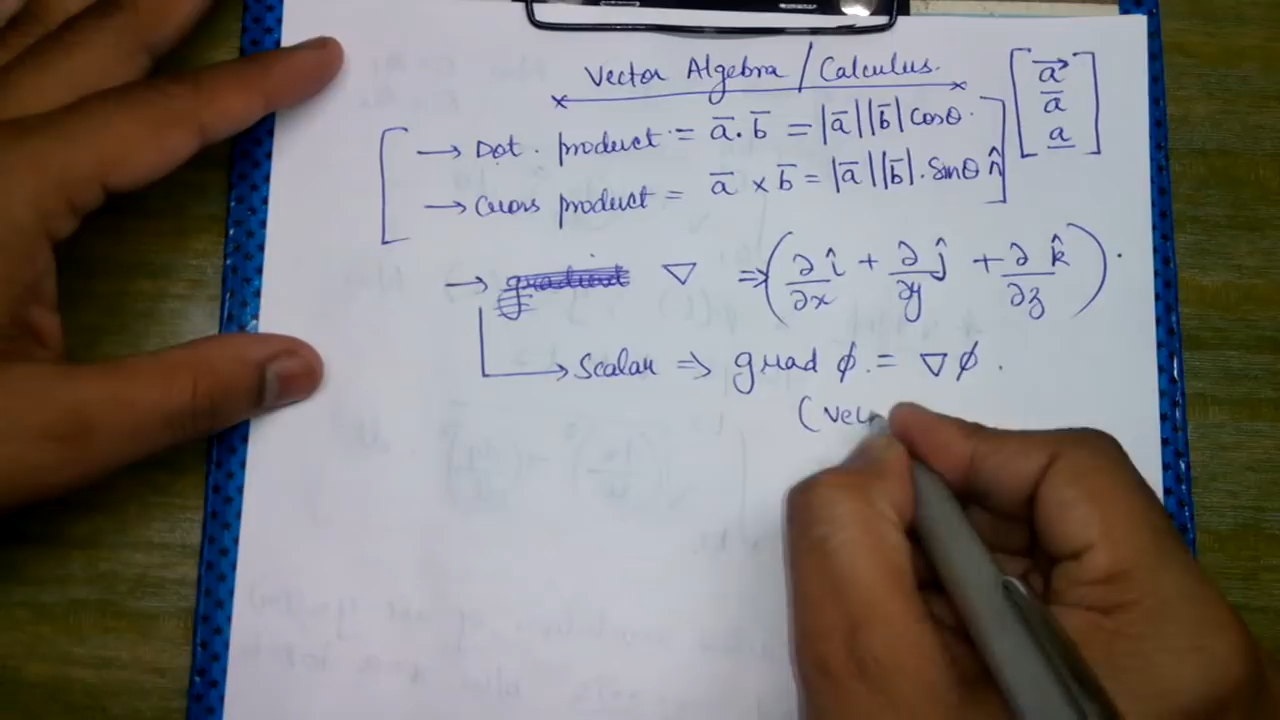 Vector Algebra / Calculus.
[ a⃗
a̅
a̲ ]
→ Dot. product = a̅ . b̅ = |a̅| |b̅| cosθ.
→ Cross product = a̅ × b̅ = |a̅| |b̅| . Sinθ n̂
→ ▽ ⇒ ( ∂/∂x î + ∂/∂y ĵ + ∂/∂z k̂ ) .
→ Scalar ⇒ grad ϕ. = ▽ ϕ .
( vec